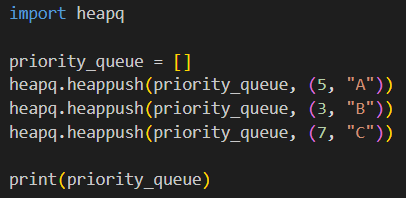 import heapq

priority_queue = []
heapq.heappush(priority_queue, (5, "A"))
heapq.heappush(priority_queue, (3, "B"))
heapq.heappush(priority_queue, (7, "C"))

print(priority_queue)